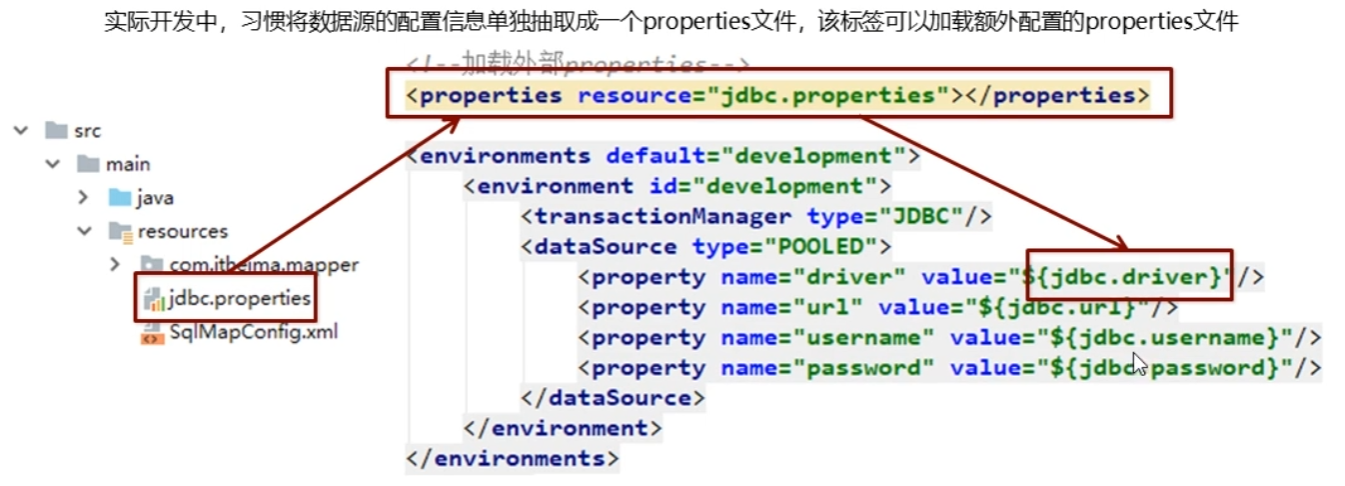 实际开发中，习惯将数据源的配置信息单独抽取成一个properties文件，该标签可以加载额外配置的properties文件
<!--加载外部properties-->
<properties resource="jdbc.properties"></properties>
src
main
java
resources
com.itheima.mapper
jdbc.properties
SqlMapConfig.xml
<environments default="development">
<environment id="development">
<transactionManager type="JDBC"/>
<dataSource type="POOLED">
<property name="driver" value="${jdbc.driver}"/>
<property name="url" value="${jdbc.url}"/>
<property name="username" value="${jdbc.username}"/>
<property name="password" value="${jdbc.password}"/>
</dataSource>
</environment>
</environments>